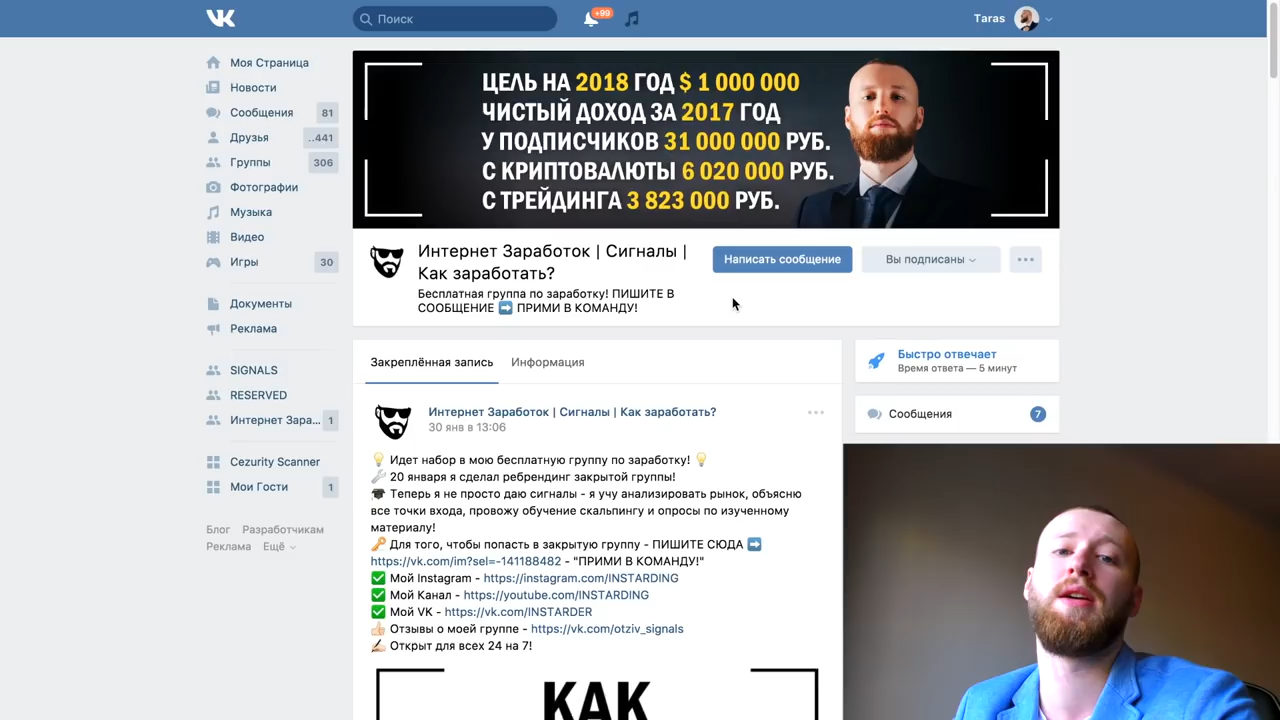 Поиск
+99
Taras
Моя Страница
Новости
Сообщения 81
Друзья ..441
Группы 306
Фотографии
Музыка
Видео
Игры 30
Документы
Реклама
SIGNALS
RESERVED
Интернет Зара... 1
Cezurity Scanner
Мои Гости 1
Блог Разработчикам
Реклама Ещё
ЦЕЛЬ НА 2018 ГОД $ 1 000 000
ЧИСТЫЙ ДОХОД ЗА 2017 ГОД
У ПОДПИСЧИКОВ 31 000 000 РУБ.
С КРИПТОВАЛЮТЫ 6 020 000 РУБ.
С ТРЕЙДИНГА 3 823 000 РУБ.
Интернет Заработок | Сигналы |
Как заработать?
Бесплатная группа по заработку! ПИШИТЕ В
СООБЩЕНИЕ ➡ ПРИМИ В КОМАНДУ!
Написать сообщение
Вы подписаны
Закреплённая запись Информация
Интернет Заработок | Сигналы | Как заработать?
30 янв в 13:06
Идет набор в мою бесплатную группу по заработку!
20 января я сделал ребрендинг закрытой группы!
Теперь я не просто даю сигналы - я учу анализировать рынок, объясню
все точки входа, провожу обучение скальпингу и опросы по изученному
материалу!
Для того, чтобы попасть в закрытую группу - ПИШИТЕ СЮДА ➡
https://vk.com/im?sel=-141188482 - "ПРИМИ В КОМАНДУ!"
✅ Мой Instagram - https://instagram.com/INSTARDING
✅ Мой Канал - https://youtube.com/INSTARDING
✅ Мой VK - https://vk.com/INSTARDER
Отзывы о моей группе - https://vk.com/otziv_signals
Открыт для всех 24 на 7!
КАК
Быстро отвечает
Время ответа — 5 минут
Сообщения 7